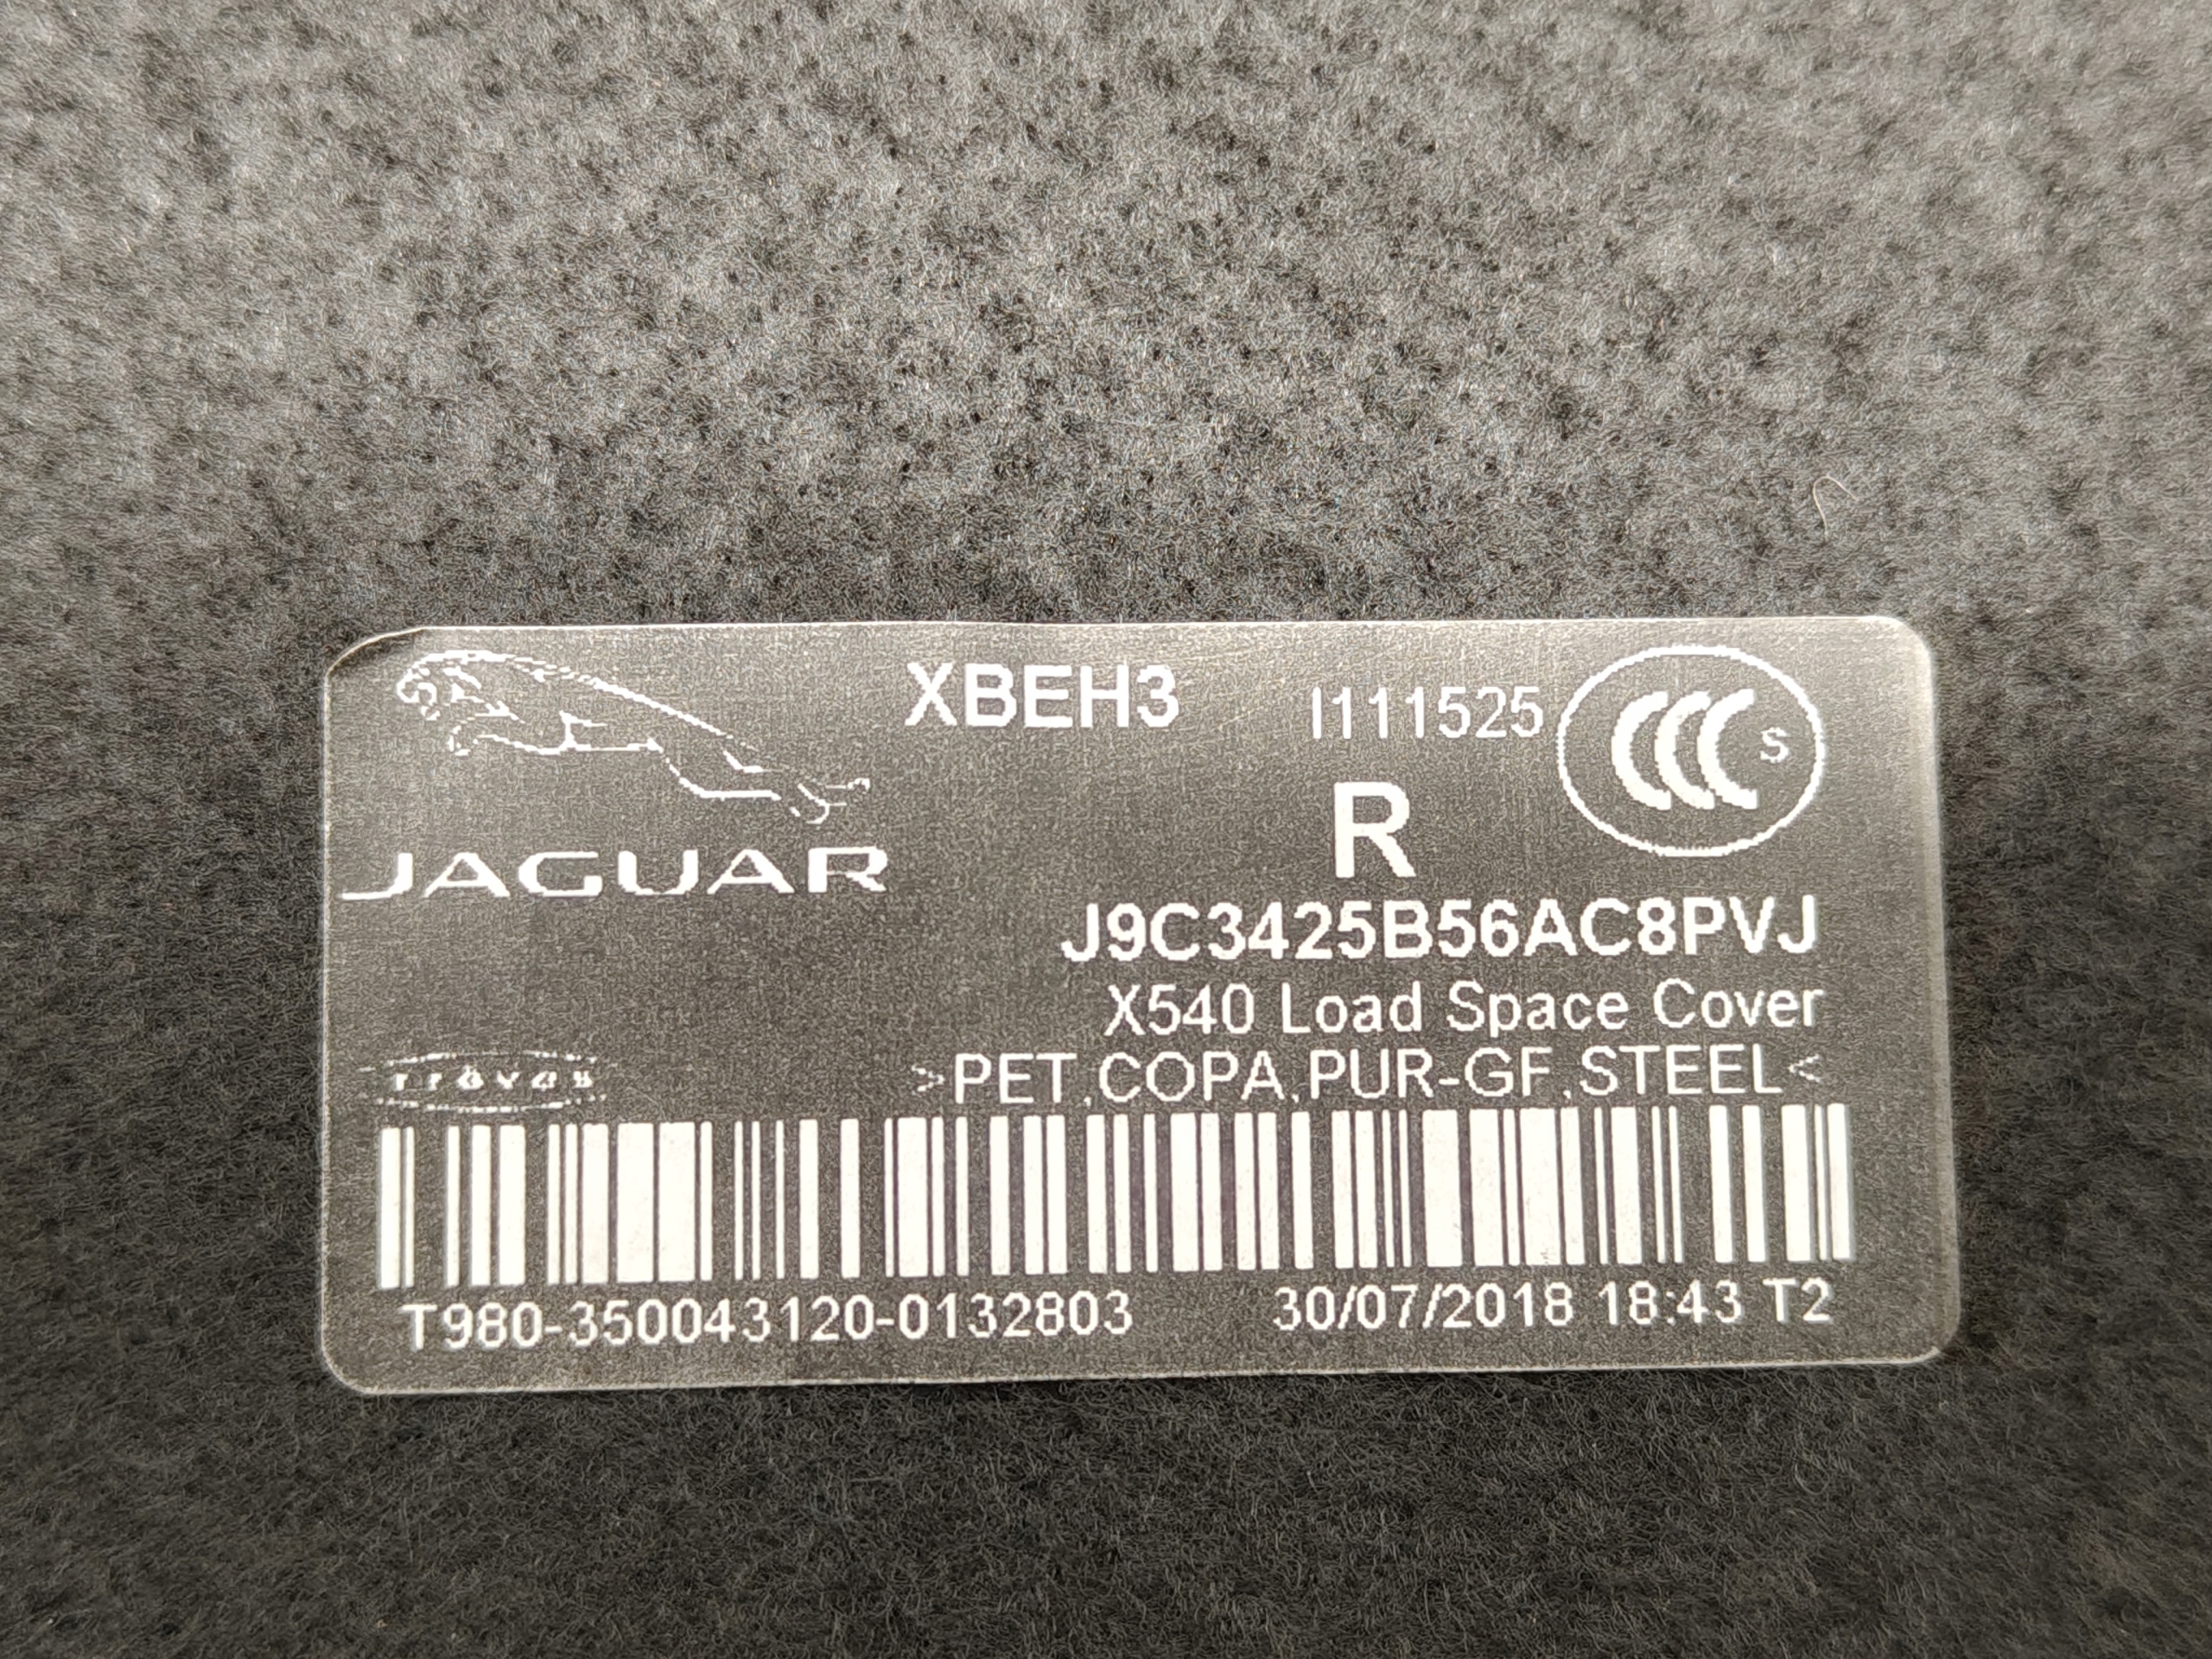 XBEH3
I111525
CCC S
R
JAGUAR
J9C3425B56AC8PVJ
X540 Load Space Cover
>PET,COPA,PUR-GF,STEEL<
T980-350043120-0132803 30/07/2018 18:43 T2